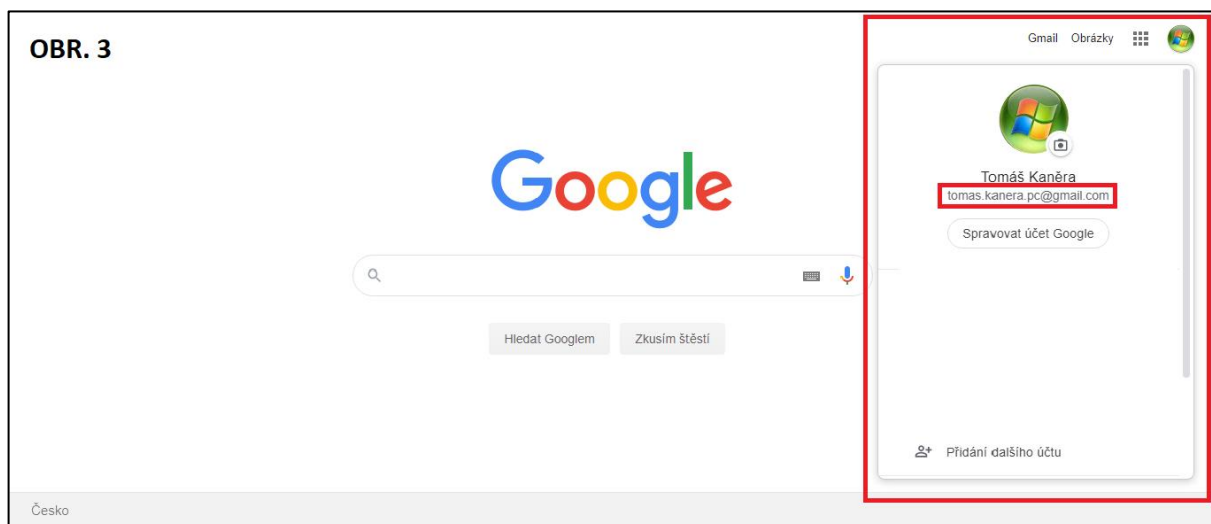 OBR. 3
Gmail Obrázky
Google
Tomáš Kaněra
tomas.kanera.pc@gmail.com
Spravovat účet Google
Hledat Googlem Zkusím štěstí
Přidání dalšího účtu
Česko